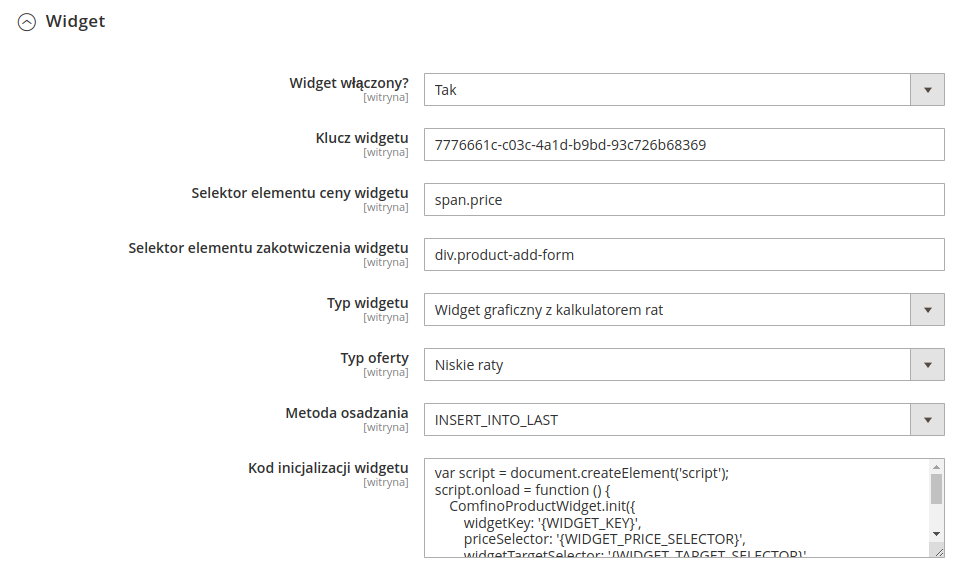 Widget
Widget włączony?
[witryna]
Tak
Klucz widgetu
[witryna]
7776661c-c03c-4a1d-b9bd-93c726b68369
Selektor elementu ceny widgetu
[witryna]
span.price
Selektor elementu zakotwiczenia widgetu
[witryna]
div.product-add-form
Typ widgetu
[witryna]
Widget graficzny z kalkulatorem rat
Typ oferty
[witryna]
Niskie raty
Metoda osadzania
[witryna]
INSERT_INTO_LAST
Kod inicjalizacji widgetu
[witryna]
var script = document.createElement('script');
script.onload = function () {
ComfinoProductWidget.init({
widgetKey: '{WIDGET_KEY}',
priceSelector: '{WIDGET_PRICE_SELECTOR}',
widgetTargetSelector: '{WIDGET_TARGET_SELECTOR}'